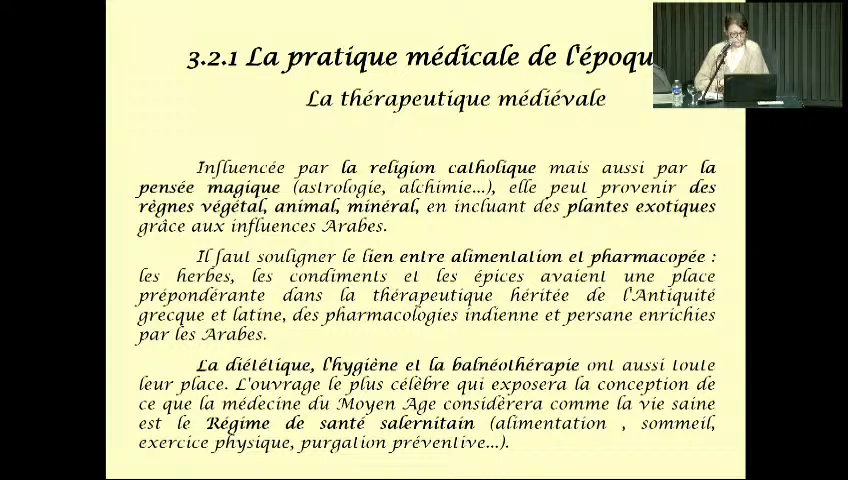 3.2.1 La pratique médicale de l'époqu
La thérapeutique médiévale
Influencée par la religion catholique mais aussi par la
pensée magique (astrologie, alchimie...), elle peut provenir des
règnes végétal, animal, minéral, en incluant des plantes exotiques
grâce aux influences Arabes.
Il faut souligner le lien entre alimentation et pharmacopée :
les herbes, les condiments et les épices avaient une place
prépondérante dans la thérapeutique héritée de l'Antiquité
grecque et latine, des pharmacologies indienne et persane enrichies
par les Arabes.
La diététique, l'hygiène et la balnéothérapie ont aussi toute
leur place. L'ouvrage le plus célèbre qui exposera la conception de
ce que la médecine du Moyen Age considèrera comme la vie saine
est le Régime de santé salernitain (alimentation , sommeil,
exercice physique, purgation préventive...).